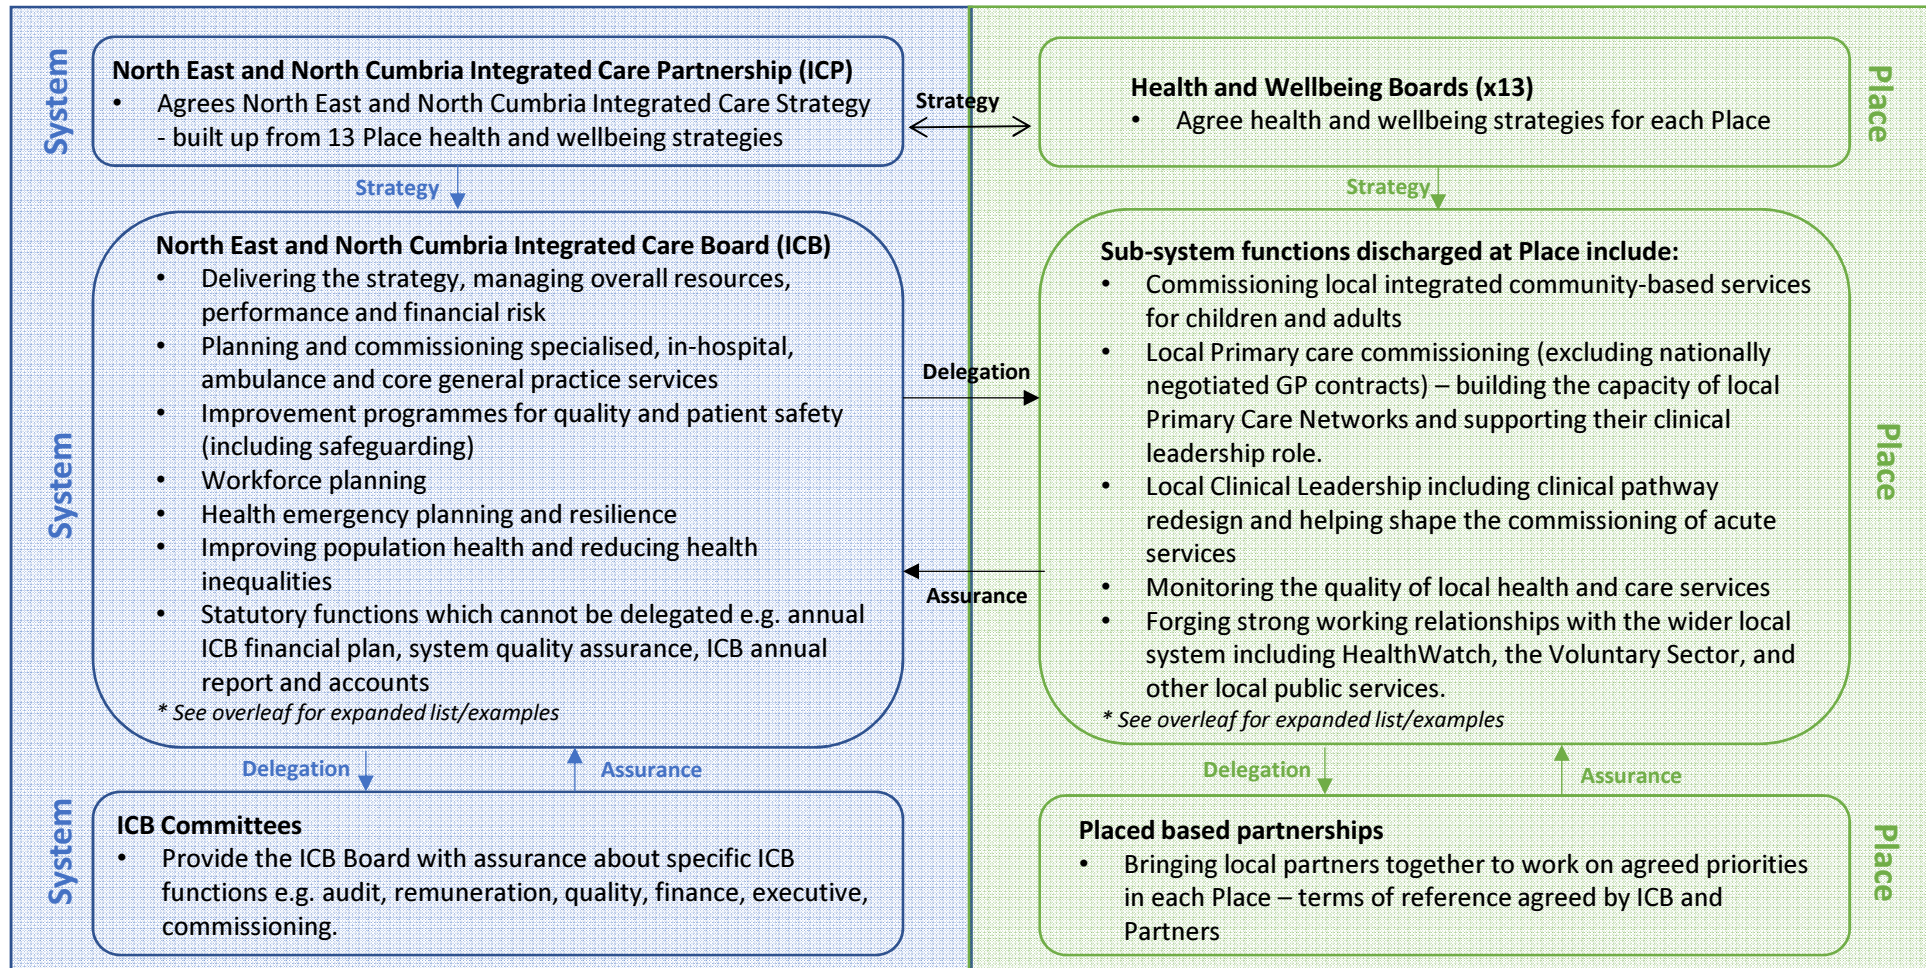 System
North East and North Cumbria Integrated Care Partnership (ICP)
• Agrees North East and North Cumbria Integrated Care Strategy
- built up from 13 Place health and wellbeing strategies
Strategy
Health and Wellbeing Boards (x13)
• Agree health and wellbeing strategies for each Place
Place
Strategy
Strategy
System
North East and North Cumbria Integrated Care Board (ICB)
• Delivering the strategy, managing overall resources,
performance and financial risk
• Planning and commissioning specialised, in-hospital,
ambulance and core general practice services
• Improvement programmes for quality and patient safety
(including safeguarding)
• Workforce planning
• Health emergency planning and resilience
• Improving population health and reducing health
inequalities
• Statutory functions which cannot be delegated e.g. annual
ICB financial plan, system quality assurance, ICB annual
report and accounts
* See overleaf for expanded list/examples
Delegation
Assurance
Sub-system functions discharged at Place include:
• Commissioning local integrated community-based services
for children and adults
• Local Primary care commissioning (excluding nationally
negotiated GP contracts) – building the capacity of local
Primary Care Networks and supporting their clinical
leadership role.
• Local Clinical Leadership including clinical pathway
redesign and helping shape the commissioning of acute
services
• Monitoring the quality of local health and care services
• Forging strong working relationships with the wider local
system including HealthWatch, the Voluntary Sector, and
other local public services.
* See overleaf for expanded list/examples
Place
Delegation
Assurance
Delegation
Assurance
System
ICB Committees
• Provide the ICB Board with assurance about specific ICB
functions e.g. audit, remuneration, quality, finance, executive,
commissioning.
Placed based partnerships
• Bringing local partners together to work on agreed priorities
in each Place – terms of reference agreed by ICB and
Partners
Place